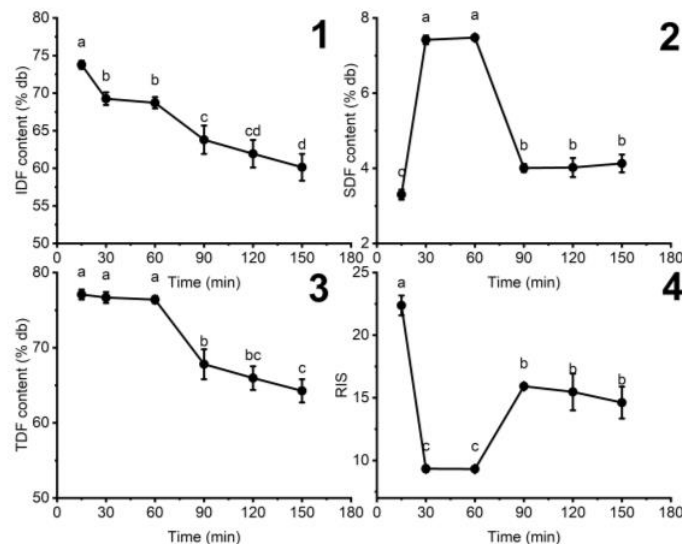 1
IDF content (% db)
80
75
70
65
60
55
50
a
b
b
c
cd
d
0 30 60 90 120 150 180
Time (min)
2
SDF content (% db)
8
6
4
2
c
a
a
b
b
b
0 30 60 90 120 150 180
Time (min)
3
TDF content (% db)
80
70
60
50
a
a
a
b
bc
c
0 30 60 90 120 150 180
Time (min)
4
RIS
25
20
15
10
a
c
c
b
b
b
0 30 60 90 120 150 180
Time (min)